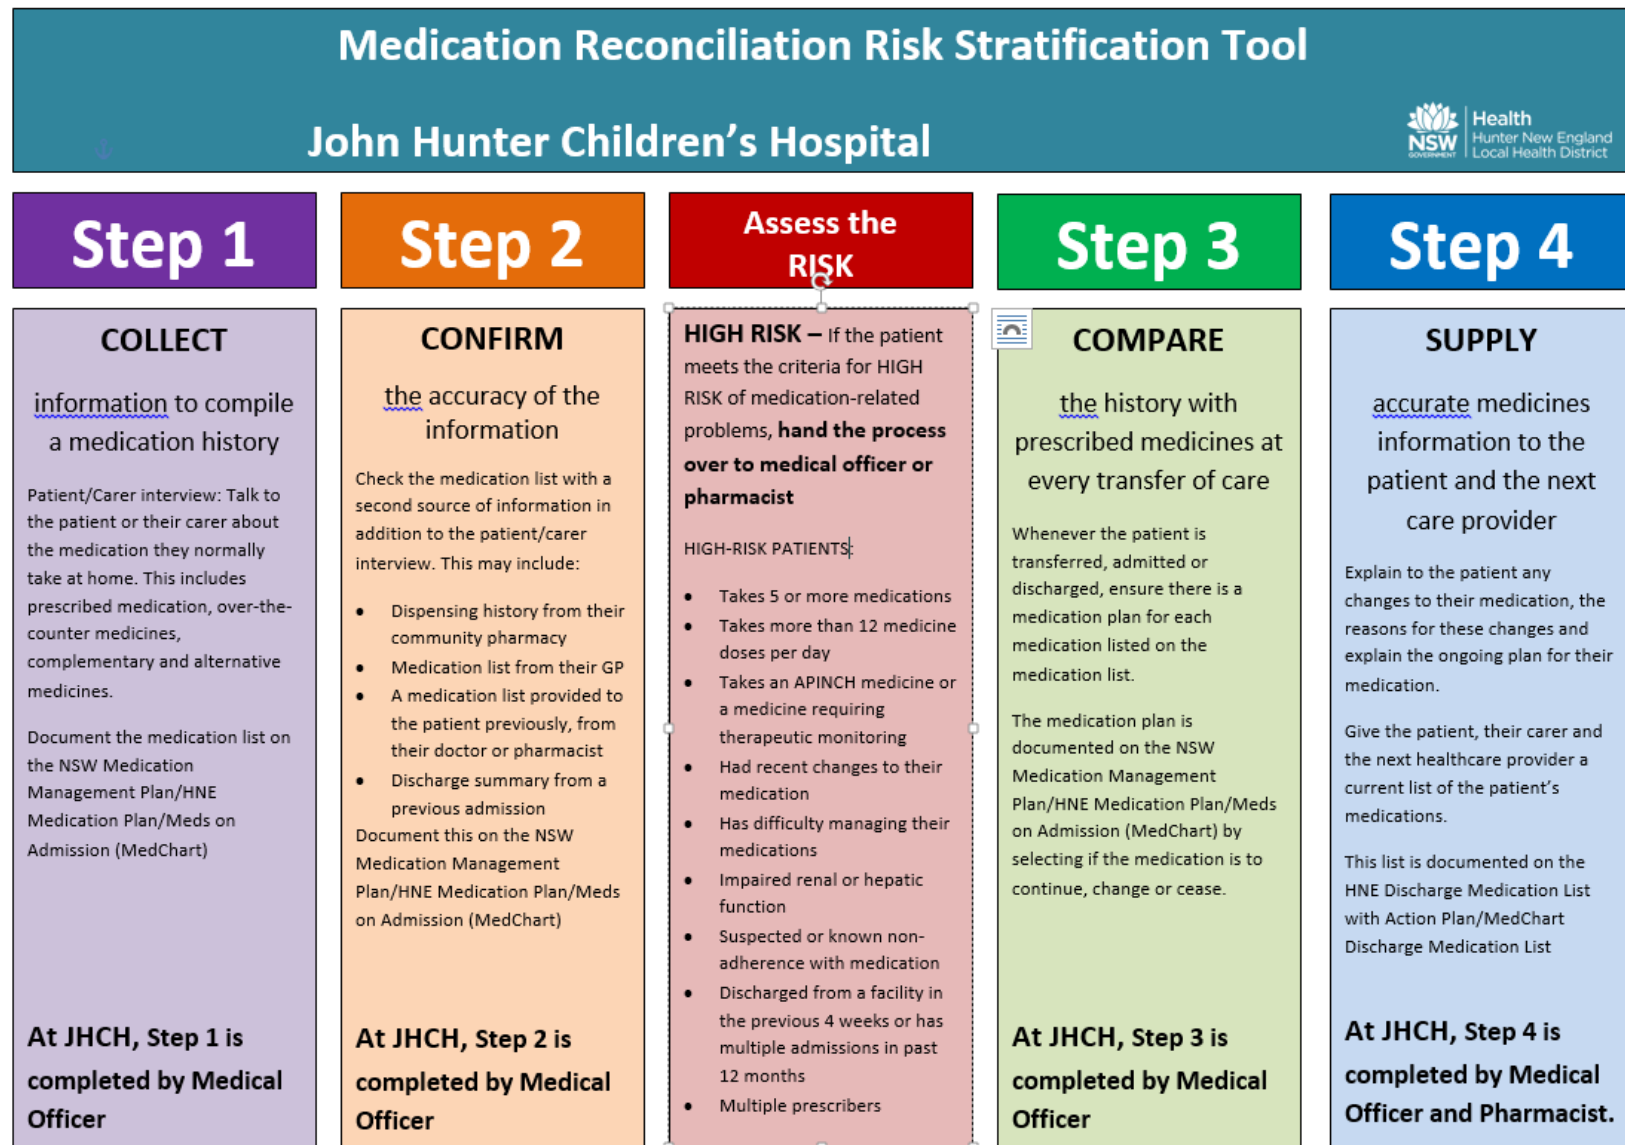 Medication Reconciliation Risk Stratification Tool
John Hunter Children's Hospital
NSW
GOVERNMENT
Health
Hunter New England
Local Health District
Step 1
COLLECT
information to compile
a medication history
Patient/Carer interview: Talk to
the patient or their carer about
the medication they normally
take at home. This includes
prescribed medication, over-the-
counter medicines,
complementary and alternative
medicines.
Document the medication list on
the NSW Medication
Management Plan/HNE
Medication Plan/Meds on
Admission (MedChart)
At JHCH, Step 1 is
completed by Medical
Officer
Step 2
CONFIRM
the accuracy of the
information
Check the medication list with a
second source of information in
addition to the patient/carer
interview. This may include:
• Dispensing history from their
community pharmacy
• Medication list from their GP
• A medication list provided to
the patient previously, from
their doctor or pharmacist
• Discharge summary from a
previous admission
Document this on the NSW
Medication Management
Plan/HNE Medication Plan/Meds
on Admission (MedChart)
At JHCH, Step 2 is
completed by Medical
Officer
Assess the
RISK
HIGH RISK – If the patient
meets the criteria for HIGH
RISK of medication-related
problems, hand the process
over to medical officer or
pharmacist
HIGH-RISK PATIENTS:
• Takes 5 or more medications
• Takes more than 12 medicine
doses per day
• Takes an APINCH medicine or
a medicine requiring
therapeutic monitoring
• Had recent changes to their
medication
• Has difficulty managing their
medications
• Impaired renal or hepatic
function
• Suspected or known non-
adherence with medication
• Discharged from a facility in
the previous 4 weeks or has
multiple admissions in past
12 months
• Multiple prescribers
Step 3
COMPARE
the history with
prescribed medicines at
every transfer of care
Whenever the patient is
transferred, admitted or
discharged, ensure there is a
medication plan for each
medication listed on the
medication list.
The medication plan is
documented on the NSW
Medication Management
Plan/HNE Medication Plan/Meds
on Admission (MedChart) by
selecting if the medication is to
continue, change or cease.
At JHCH, Step 3 is
completed by Medical
Officer
Step 4
SUPPLY
accurate medicines
information to the
patient and the next
care provider
Explain to the patient any
changes to their medication, the
reasons for these changes and
explain the ongoing plan for their
medication.
Give the patient, their carer and
the next healthcare provider a
current list of the patient's
medications.
This list is documented on the
HNE Discharge Medication List
with Action Plan/MedChart
Discharge Medication List
At JHCH, Step 4 is
completed by Medical
Officer and Pharmacist.